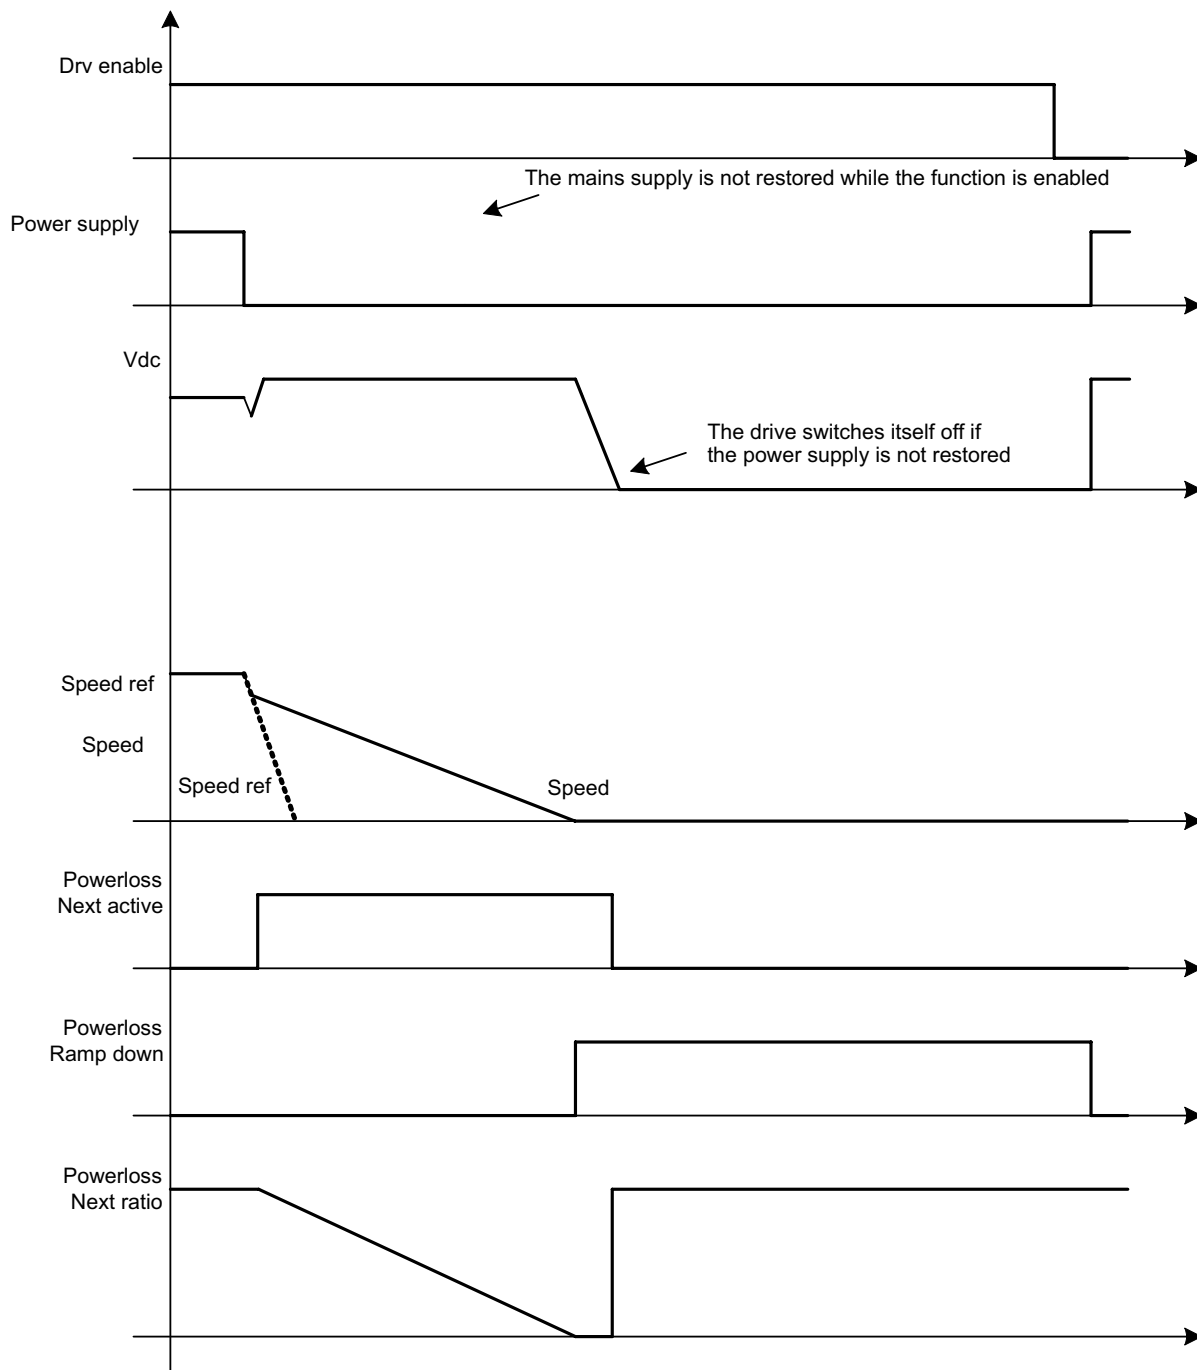 Drv enable
The mains supply is not restored while the function is enabled
Power supply
Vdc
The drive switches itself off if
the power supply is not restored
Speed ref
Speed
Speed ref
Speed
Powerloss
Next active
Powerloss
Ramp down
Powerloss
Next ratio